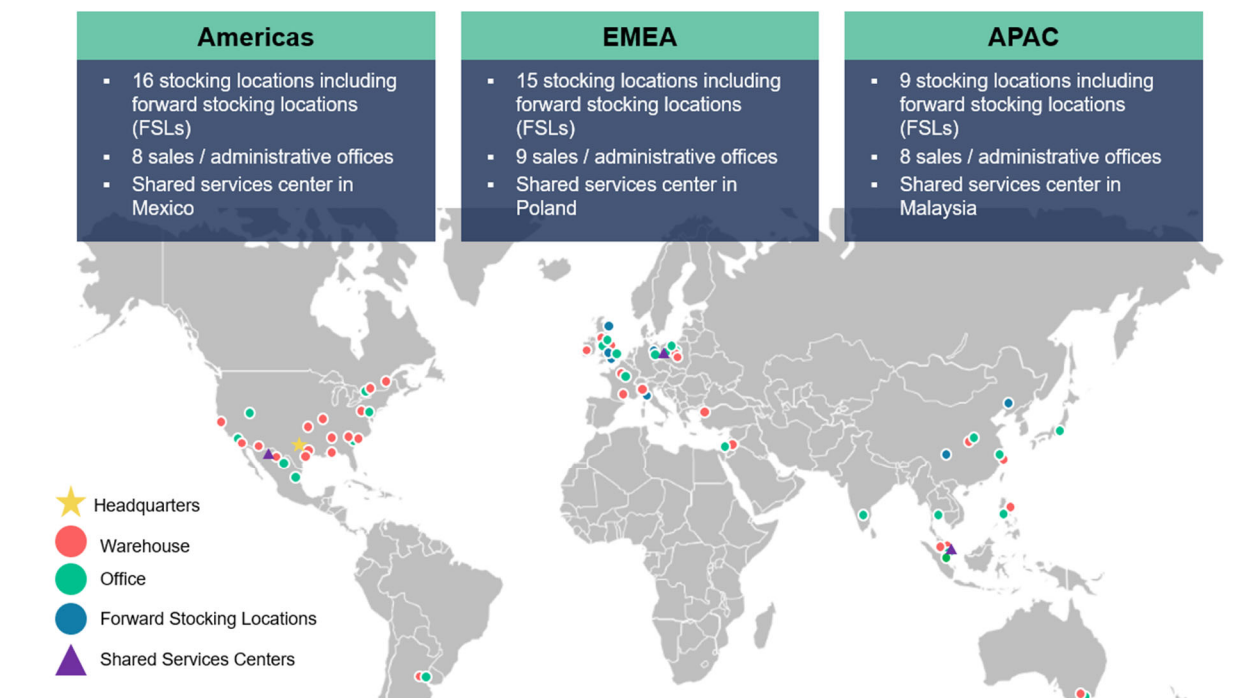 Americas
▪ 16 stocking locations including
forward stocking locations
(FSLs)
▪ 8 sales / administrative offices
▪ Shared services center in
Mexico
EMEA
▪ 15 stocking locations including
forward stocking locations
(FSLs)
▪ 9 sales / administrative offices
▪ Shared services center in
Poland
APAC
▪ 9 stocking locations including
forward stocking locations
(FSLs)
▪ 8 sales / administrative offices
▪ Shared services center in
Malaysia
Headquarters
Warehouse
Office
Forward Stocking Locations
Shared Services Centers